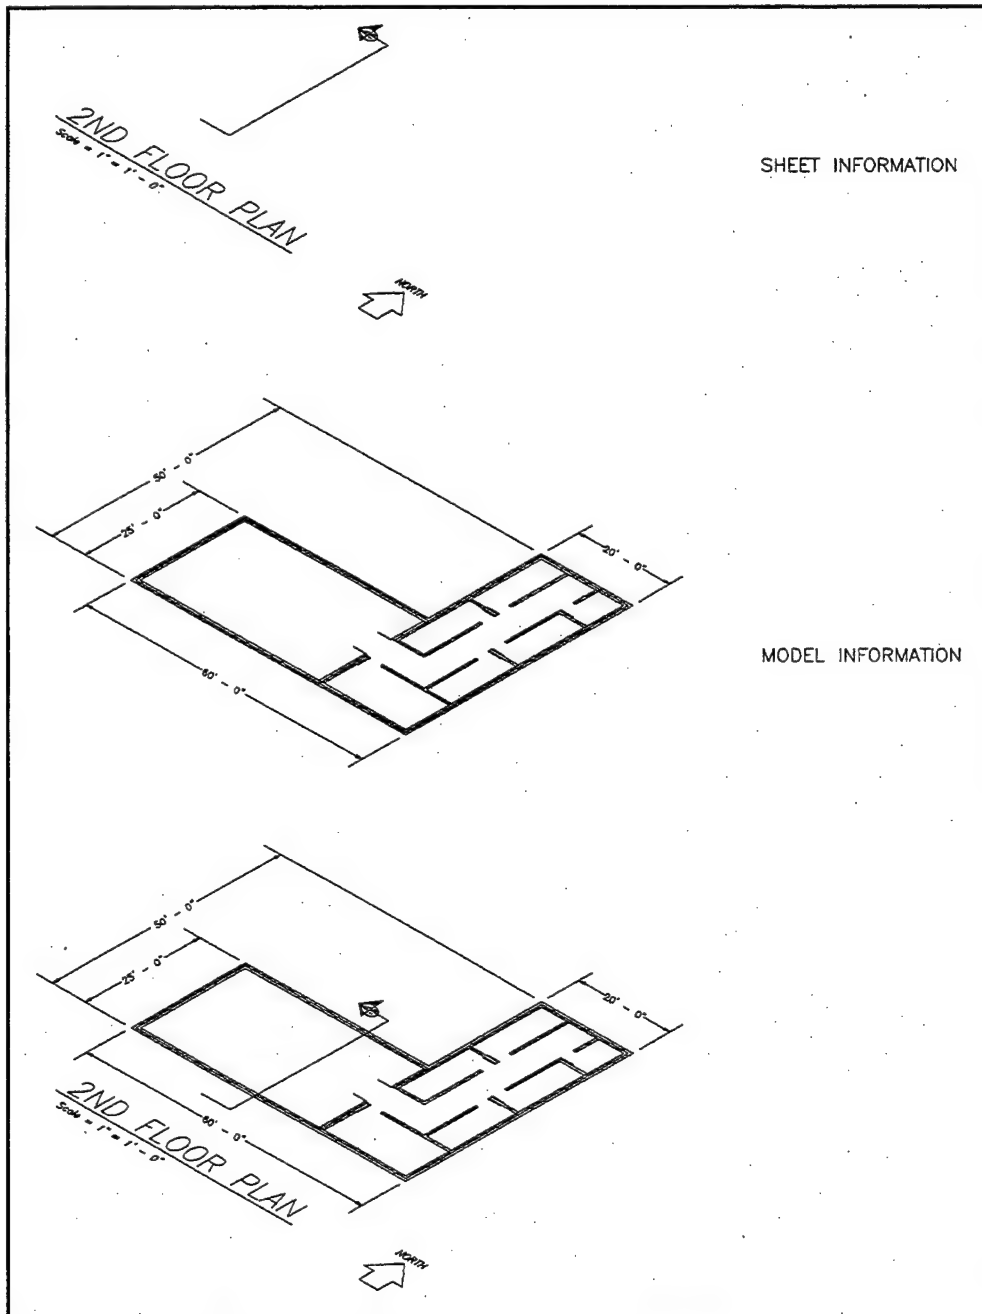 2ND FLOOR PLAN
Scale = 1" = 1' - 0"
SHEET INFORMATION
NORTH
50' - 0"
25' - 0"
20' - 0"
60' - 0"
MODEL INFORMATION
50' - 0"
25' - 0"
20' - 0"
60' - 0"
2ND FLOOR PLAN
Scale = 1" = 1' - 0"
NORTH